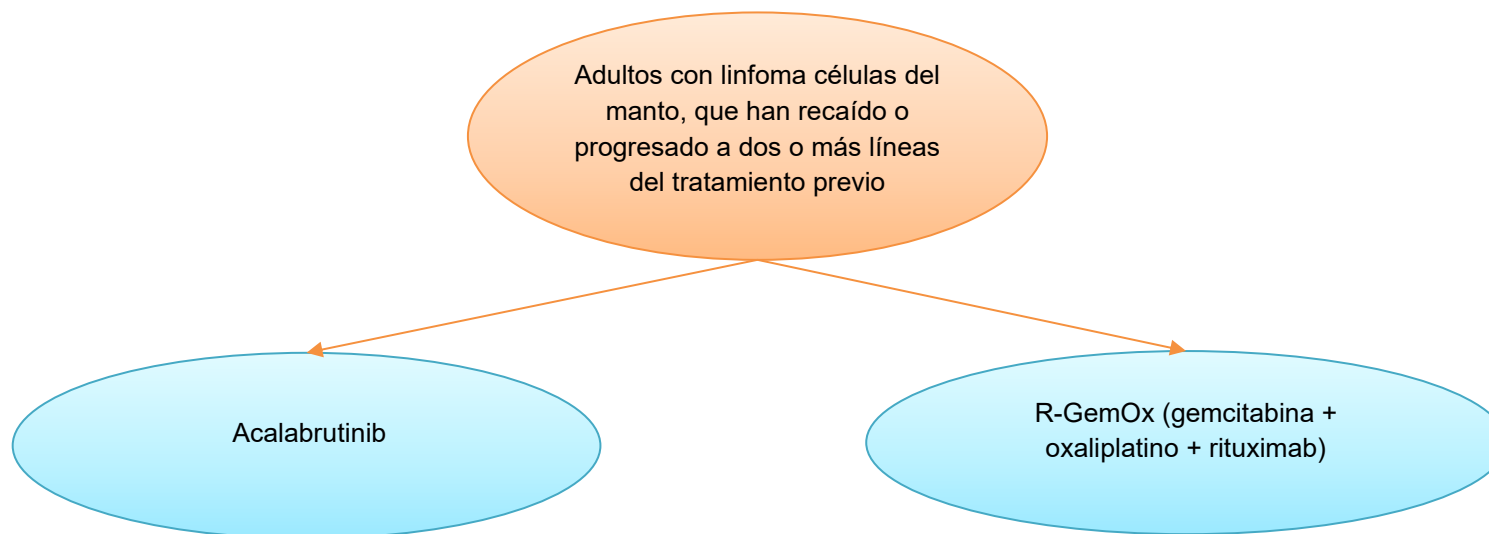 Adultos con linfoma células del
manto, que han recaído o
progresado a dos o más líneas
del tratamiento previo
Acalabrutinib
R-GemOx (gemcitabina +
oxaliplatino + rituximab)